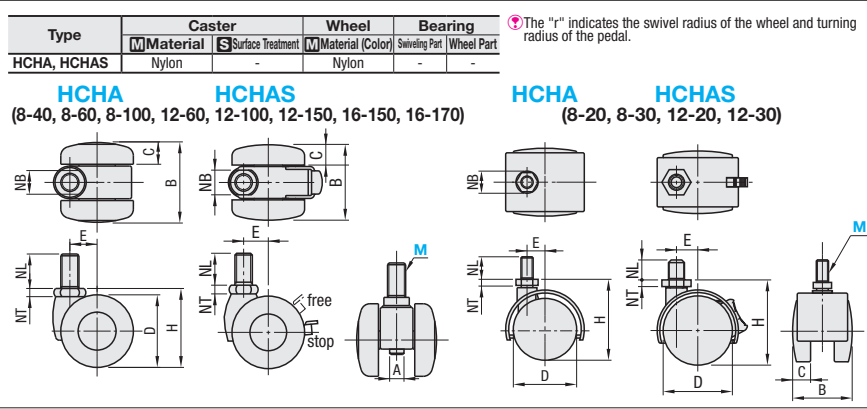 Type Caster Wheel Bearing
M Material S Surface Treatment M Material (Color) Swiveling Part Wheel Part
HCHA, HCHAS Nylon - Nylon - -
The "r" indicates the swivel radius of the wheel and turning
radius of the pedal.
HCHA HCHAS
(8-40, 8-60, 8-100, 12-60, 12-100, 12-150, 16-150, 16-170)
HCHA HCHAS
(8-20, 8-30, 12-20, 12-30)
NB C B NB C B NB
E E M E E M
NL NT D H NL NT free stop A NL NT H D NL NT H D C B